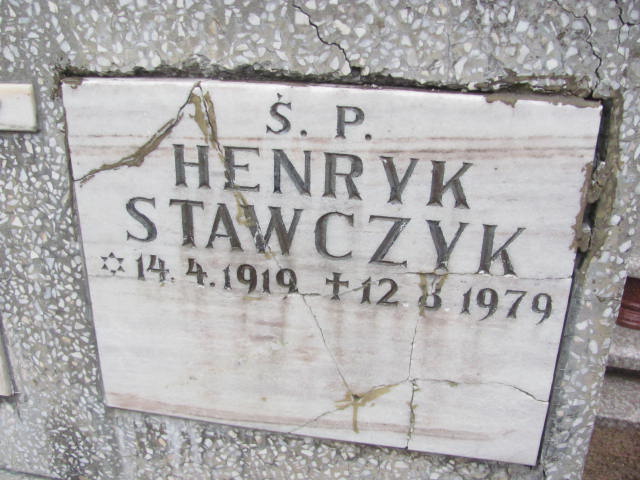 Ś. P.
HENRYK
STAWCZYK
✡ 14.4.1919 ✝ 12 8 1979